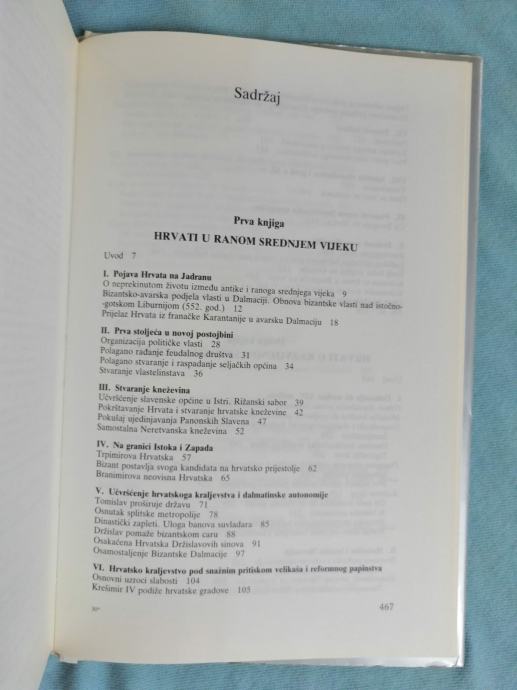 Sadržaj
Prva knjiga
HRVATI U RANOM SREDNJEM VIJEKU
Uvod 7
I. Pojava Hrvata na Jadranu
O neprekinutom životu između antike i ranoga srednjega vijeka 9
Bizantsko-avarska podjela vlasti u Dalmaciji. Obnova bizantske vlasti nad istočno-
-gotskom Liburnijom (552. god.) 12
Prijelaz Hrvata iz franačke Karantanije u avarsku Dalmaciju 18
II. Prva stoljeća u novoj postojbini
Organizacija političke vlasti 28
Polagano rađanje feudalnog društva 31
Polagano stvaranje i raspadanje seljačkih općina 34
Stvaranje vlastelinstava 36
III. Stvaranje kneževina
Učvršćenje slavenske općine u Istri. Rižanski sabor 39
Pokrštavanje Hrvata i stvaranje hrvatske kneževine 42
Pokušaj ujedinjavanja Panonskih Slavena 47
Samostalna Neretvanska kneževina 52
IV. Na granici Istoka i Zapada
Trpimirova Hrvatska 57
Bizant postavlja svoga kandidata na hrvatsko prijestolje 62
Branimirova neovisna Hrvatska 65
V. Učvršćenje hrvatskoga kraljevstva i dalmatinske autonomije
Tomislav proširuje državu 71
Osnutak splitske metropolije 78
Dinastički zapleti. Uloga banova suvladara 85
Držislav pomaže bizantskom caru 88
Osakaćena Hrvatska Držislavovih sinova 91
Osamostaljenje Bizantske Dalmacije 97
VI. Hrvatsko kraljevstvo pod snažnim pritiskom velikaša i reformnog papinstva
Osnovni uzroci slabosti 104
Krešimir IV podiže hrvatske gradove 105
30*
467